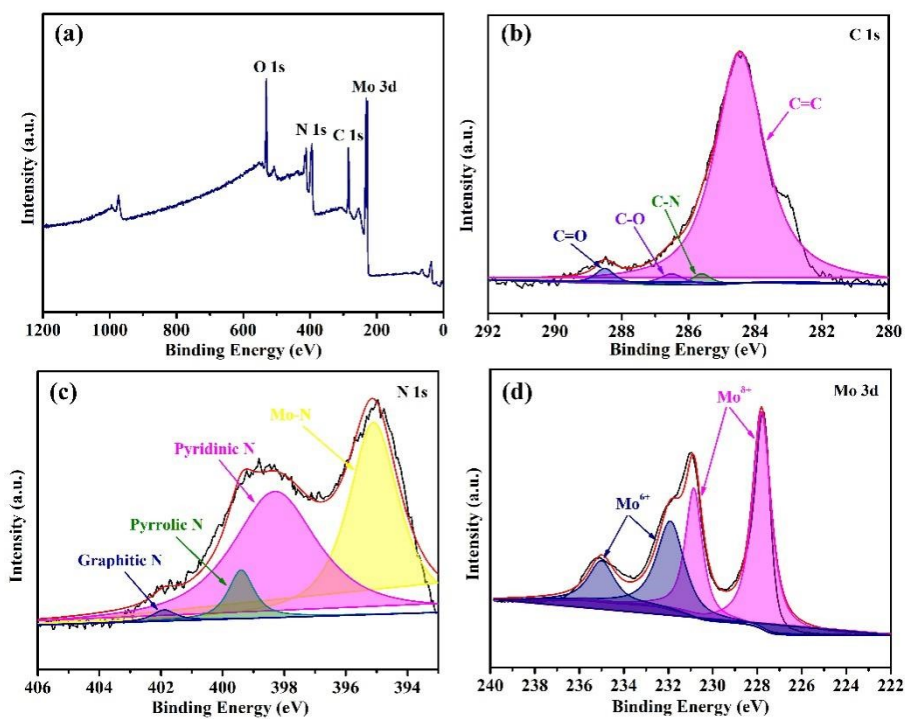 (a)
O 1s
Mo 3d
N 1s
C 1s
Intensity (a.u.)
1200 1000 800 600 400 200 0
Binding Energy (eV)
(b)
C 1s
C=C
C-N
C-O
C=O
Intensity (a.u.)
292 290 288 286 284 282 280
Binding Energy (eV)
(c)
N 1s
Mo-N
Pyridinic N
Pyrrolic N
Graphitic N
Intensity (a.u.)
406 404 402 400 398 396 394
Binding Energy (eV)
(d)
Mo 3d
Moδ+
Mo6+
Intensity (a.u.)
240 238 236 234 232 230 228 226 224 222
Binding Energy (eV)